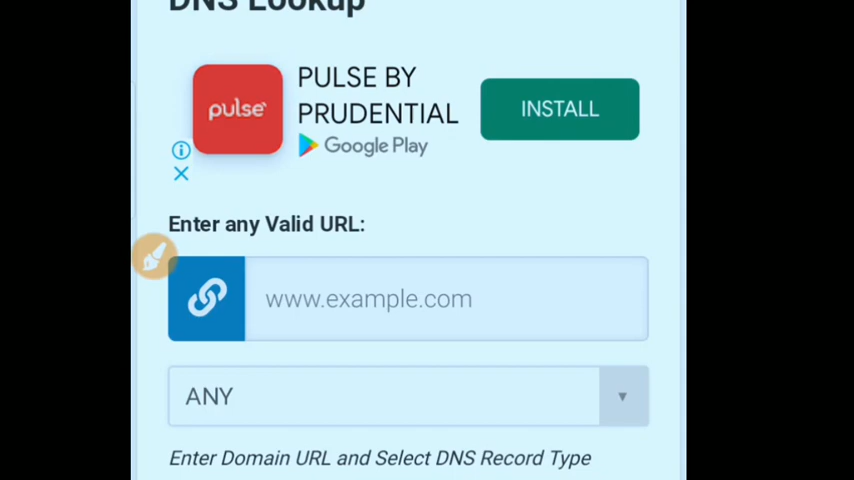 DNS Lookup
pulse
PULSE BY
PRUDENTIAL
Google Play
INSTALL
Enter any Valid URL:
www.example.com
ANY
Enter Domain URL and Select DNS Record Type